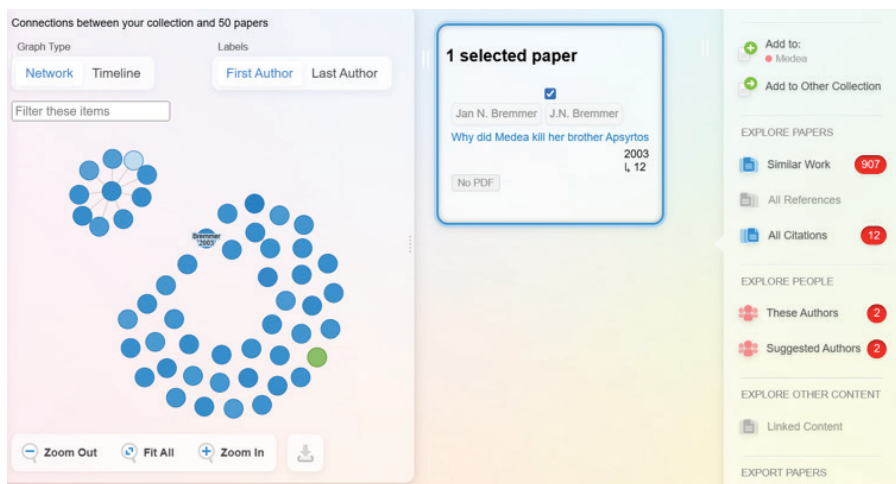 Connections between your collection and 50 papers
Graph Type
Labels
Network Timeline
First Author Last Author
Filter these items
Bremmer
2003
Zoom Out Fit All Zoom In
1 selected paper
Jan N. Bremmer J.N. Bremmer
Why did Medea kill her brother Apsyrtos
2003
12
No PDF
Add to:
Medea
Add to Other Collection
EXPLORE PAPERS
Similar Work 907
All References
All Citations 12
EXPLORE PEOPLE
These Authors 2
Suggested Authors 2
EXPLORE OTHER CONTENT
Linked Content
EXPORT PAPERS